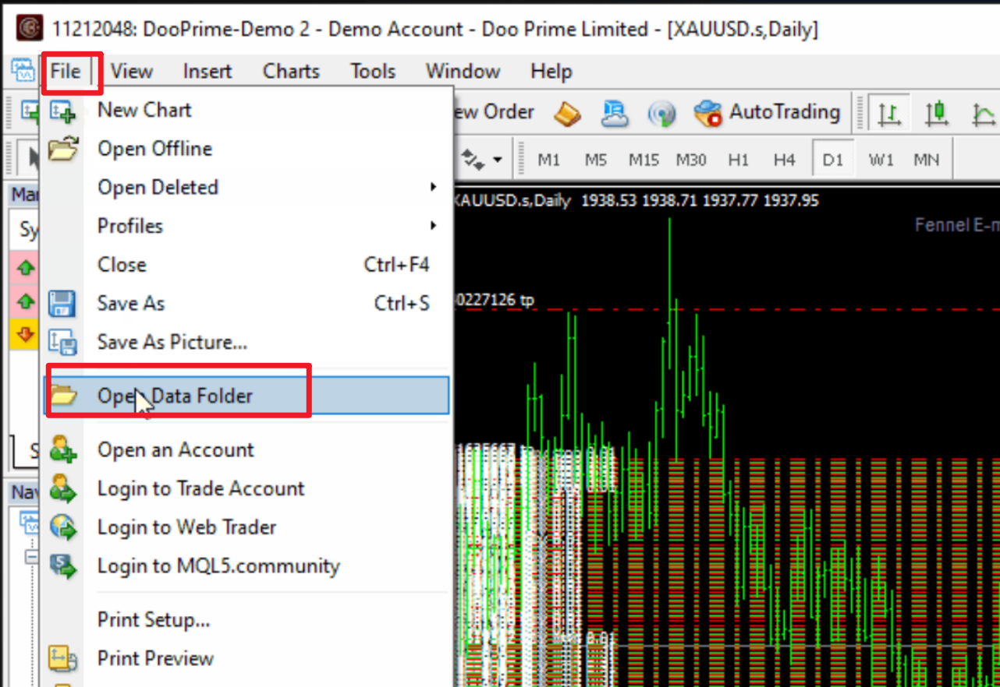 11212048: DooPrime-Demo 2 - Demo Account - Doo Prime Limited - [XAUUSD.s,Daily]
File View Insert Charts Tools Window Help
New Chart
ew Order AutoTrading
Open Offline
M1 M5 M15 M30 H1 H4 D1 W1 MN
Mar
Open Deleted
XAUUSD.s,Daily 1938.53 1938.71 1937.77 1937.95
Sy
Profiles
Fennel E-m
Close Ctrl+F4
Save As Ctrl+S
0227126 tp
Save As Picture...
Open Data Folder
S
Open an Account
Nav
Login to Trade Account
Login to Web Trader
Login to MQL5.community
Print Setup...
Print Preview